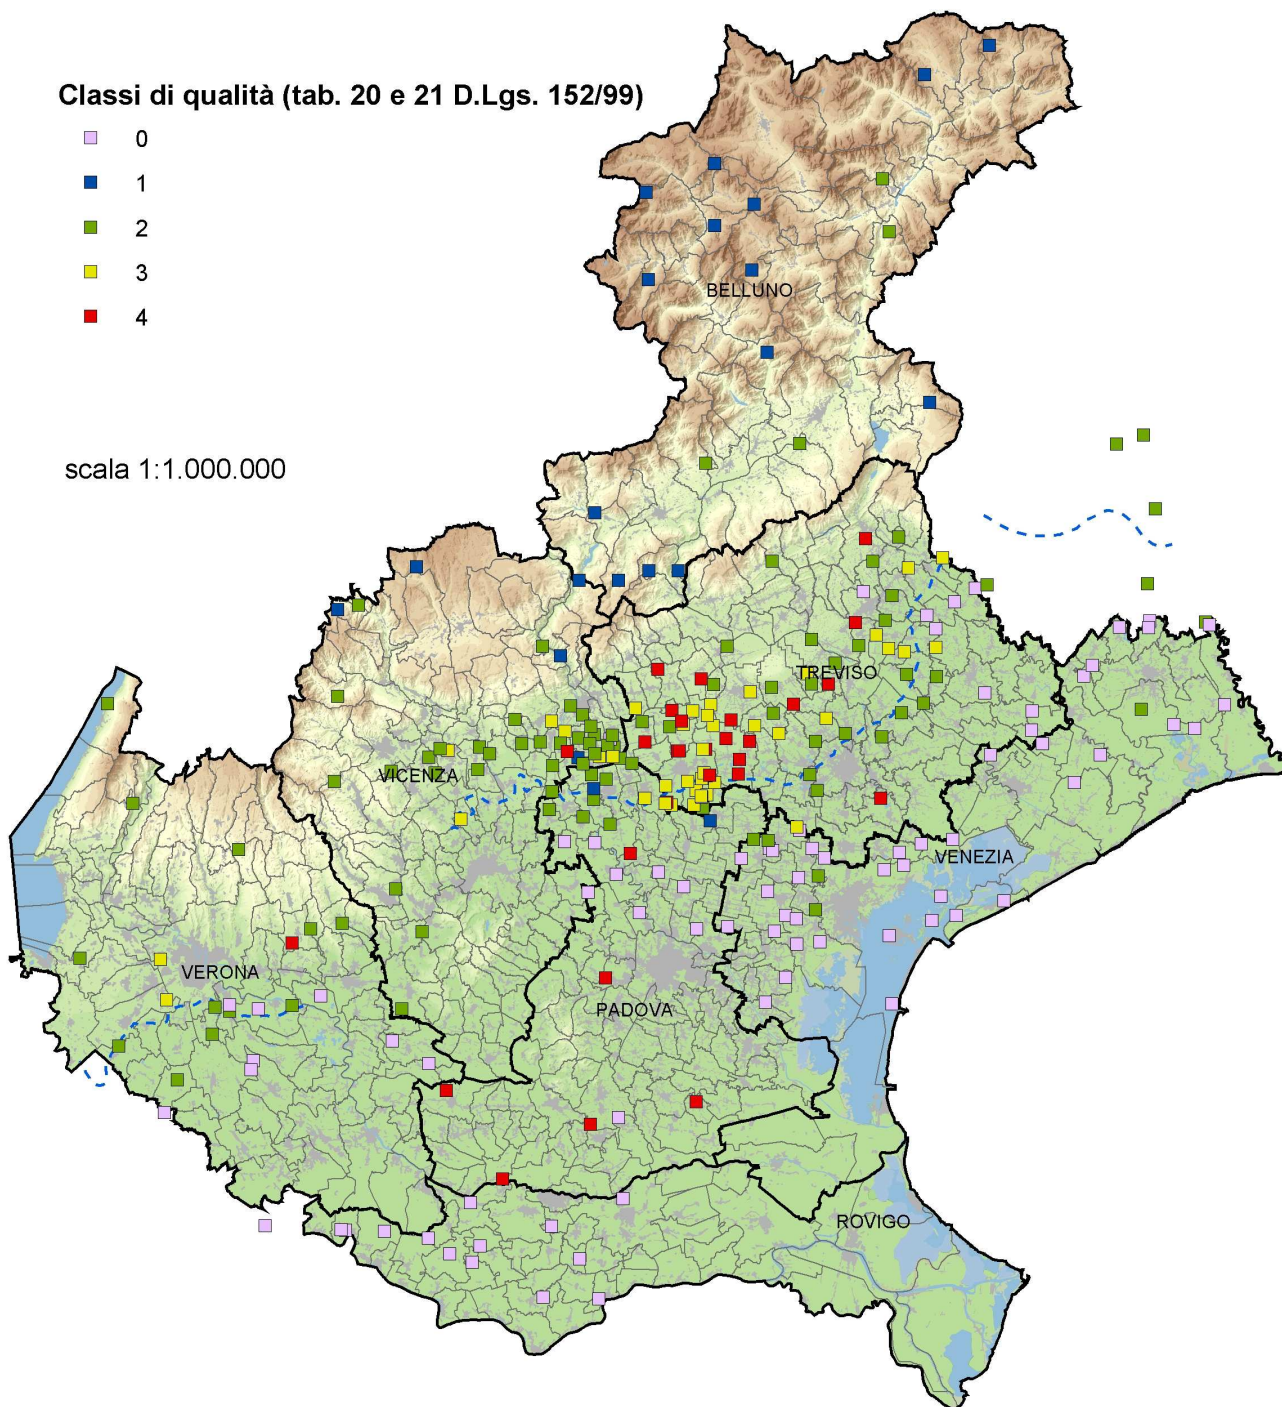 Classi di qualità (tab. 20 e 21 D.Lgs. 152/99)
0
1
2
3
4
scala 1:1.000.000
BELLUNO
TREVISO
VICENZA
VENEZIA
VERONA
PADOVA
ROVIGO